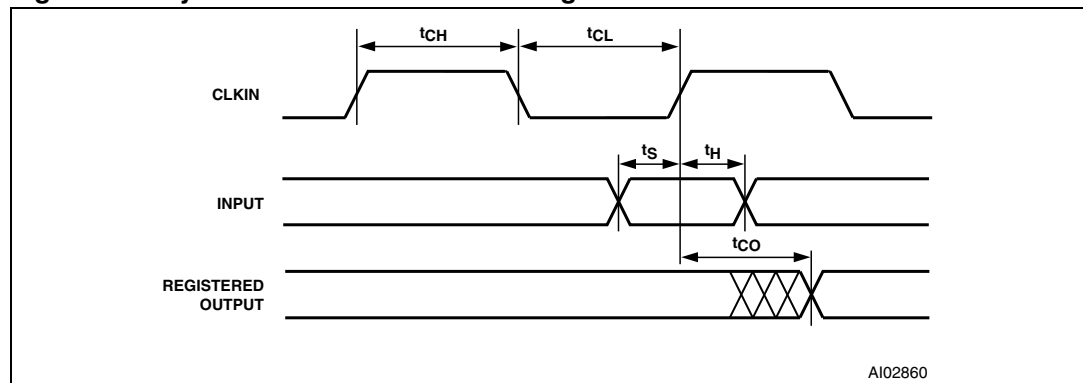 tCH
tCL
CLKIN
tS
tH
INPUT
tCO
REGISTERED
OUTPUT
AI02860